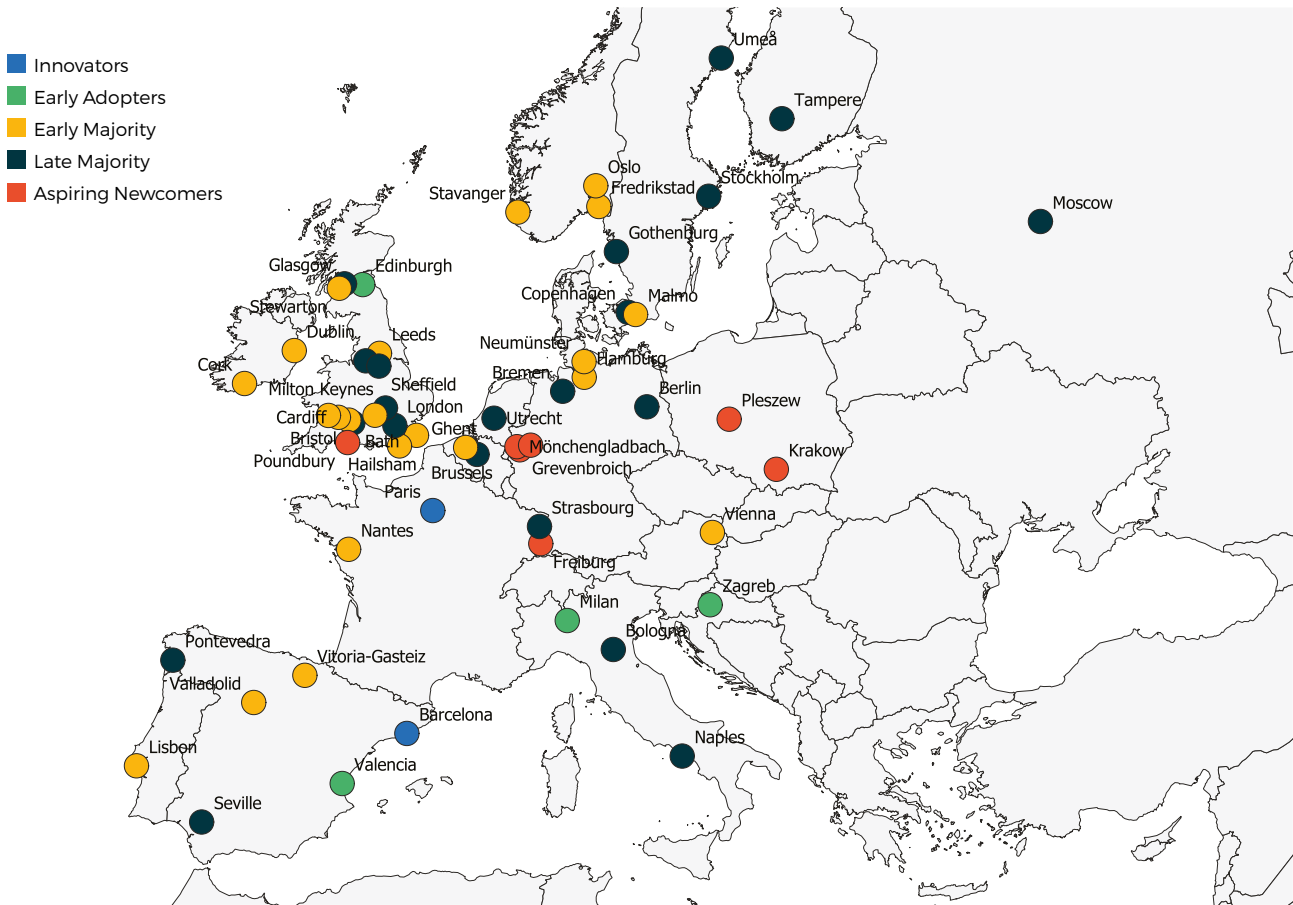 Innovators
Early Adopters
Early Majority
Late Majority
Aspiring Newcomers
Umeå
Tampere
Oslo
Fredrikstad
Stockholm
Stavanger
Moscow
Gothenburg
Glasgow
Edinburgh
Copenhagen
Malmo
Stewarton
Dublin
Leeds
Neumünster
Hamburg
Cork
Bremen
Milton Keynes
Sheffield
Berlin
Pleszew
London
Cardiff
Utrecht
Ghent
Bristol
Bath
Mönchengladbach
Krakow
Poundbury
Hailsham
Brussels
Grevenbroich
Paris
Strasbourg
Vienna
Nantes
Freiburg
Zagreb
Milan
Bologna
Pontevedra
Vitoria-Gasteiz
Valladolid
Barcelona
Naples
Lisbon
Valencia
Seville